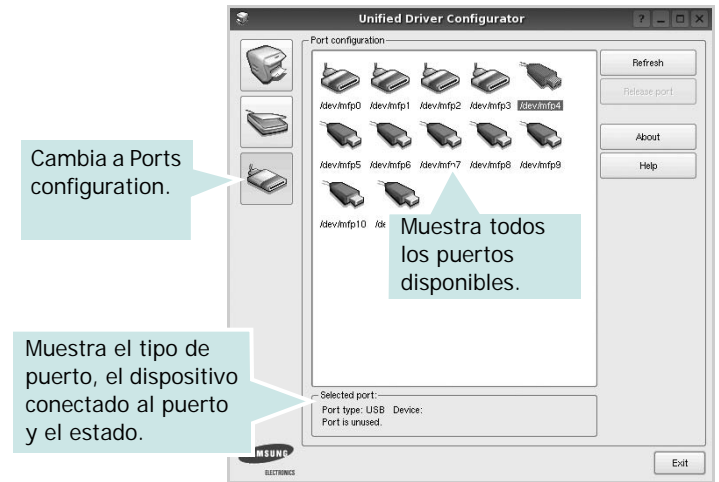 Unified Driver Configurator
Port configuration
/dev/mfp0 /dev/mfp1 /dev/mfp2 /dev/mfp3 /dev/mfp4
/dev/mfp5 /dev/mfp6 /dev/mfp7 /dev/mfp8 /dev/mfp9
/dev/mfp10
Refresh
Release port
About
Help
Cambia a Ports
configuration.
Muestra todos
los puertos
disponibles.
Muestra el tipo de
puerto, el dispositivo
conectado al puerto
y el estado.
Selected port:
Port type: USB Device:
Port is unused.
ELECTRONICS
Exit